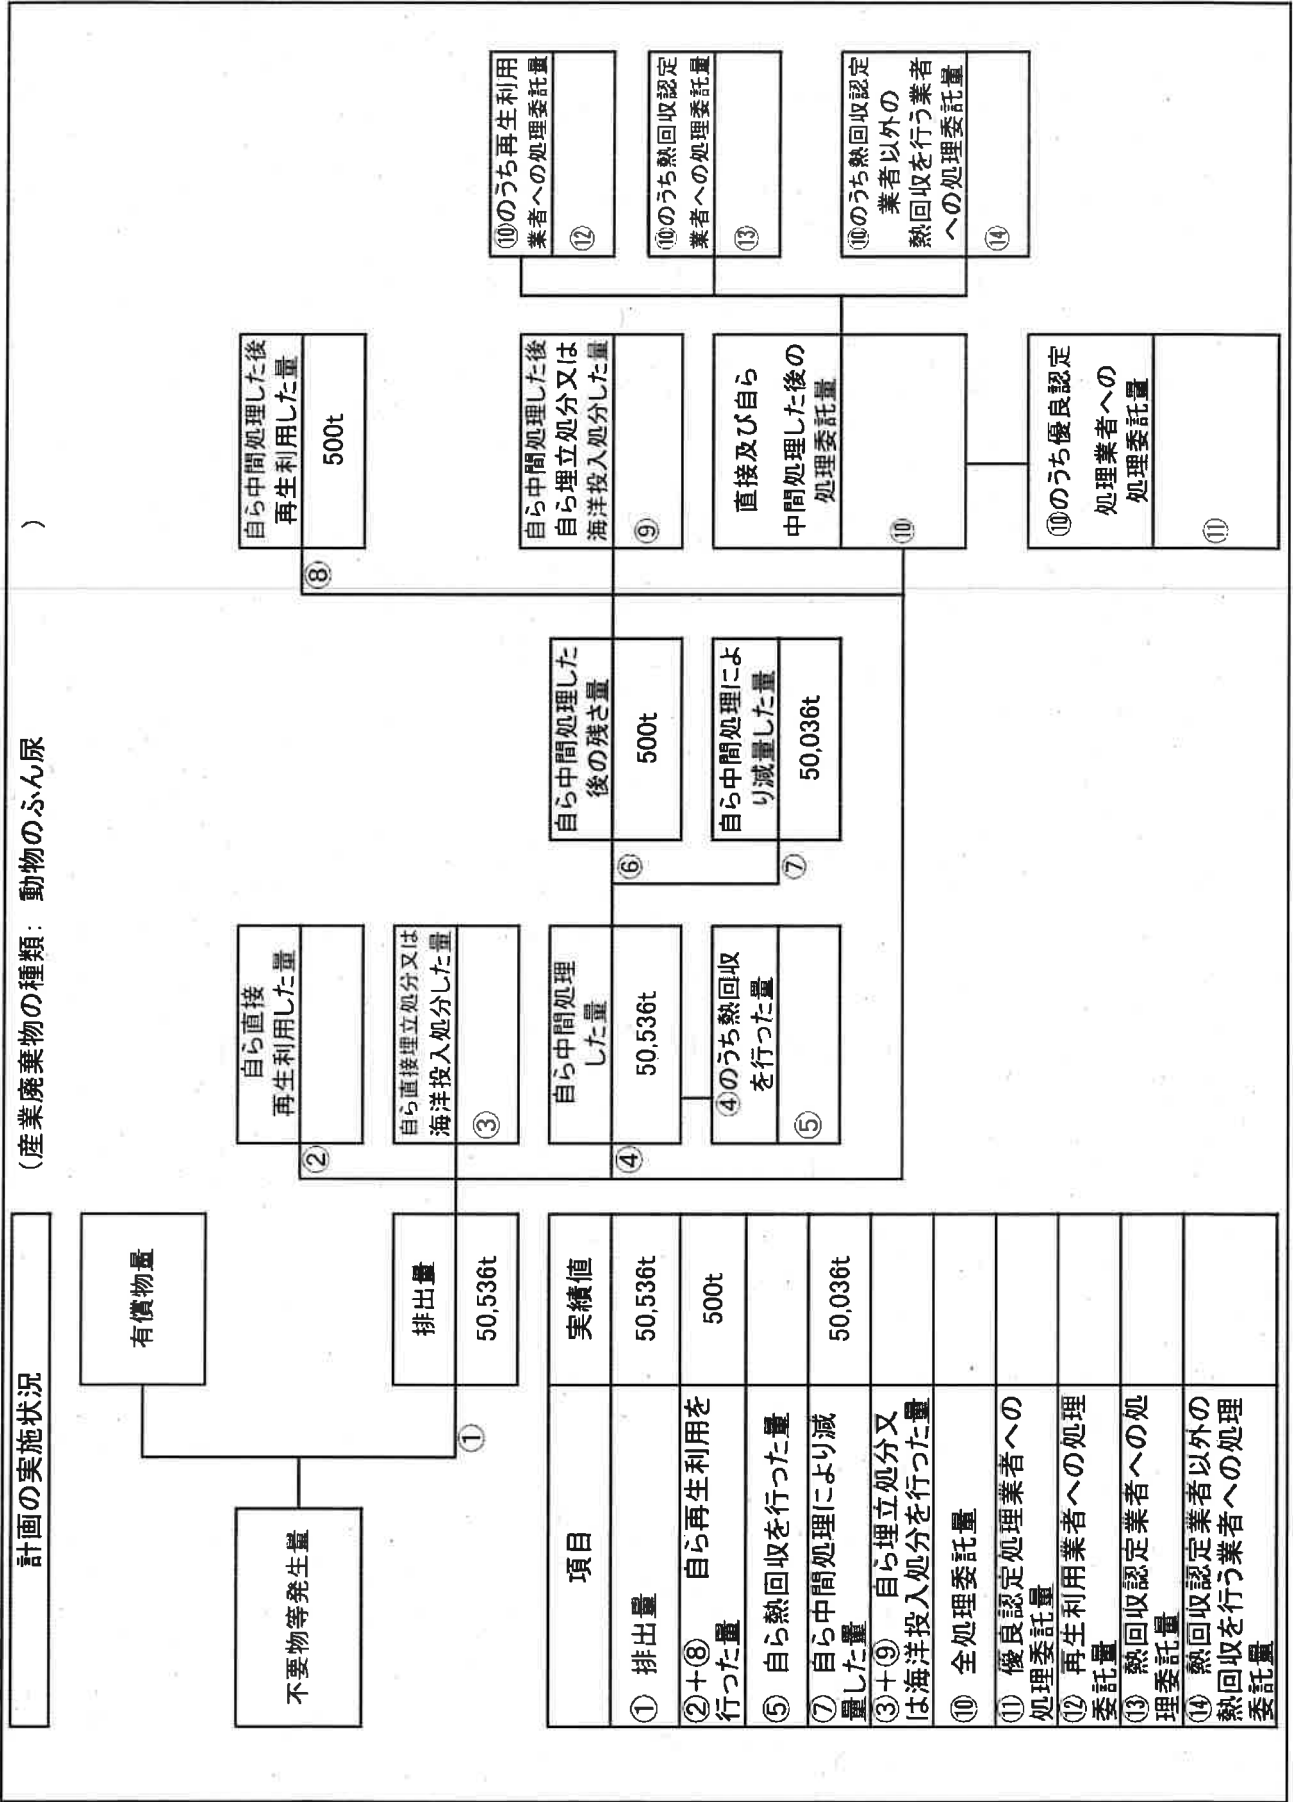 計画の実施状況
（産業廃棄物の種類： 動物のふん尿 ）
不要物等発生量
有償物量
①
排出量
50,536t
②
自ら直接
再生利用した量
自ら直接埋立処分又は
海洋投入処分した量
③
④
自ら中間処理
した量
50,536t
④のうち熱回収
を行った量
⑤
⑥
自ら中間処理した
後の残さ量
500t
⑦
自ら中間処理によ
り減量した量
50,036t
⑧
自ら中間処理した後
再生利用した量
500t
自ら中間処理した後
自ら埋立処分又は
海洋投入処分した量
⑨
直接及び自ら
中間処理した後の
処理委託量
⑩
⑩のうち優良認定
処理業者への
処理委託量
⑪
⑩のうち再生利用
業者への処理委託量
⑫
⑩のうち熱回収認定
業者への処理委託量
⑬
⑩のうち熱回収認定
業者以外の
熱回収を行う業者
への処理委託量
⑭
項目 実績値
① 排出量 50,536t
②＋⑧ 自ら再生利用を
行った量 500t
⑤ 自ら熱回収を行った量
⑦ 自ら中間処理により減
量した量 50,036t
③＋⑨ 自ら埋立処分又
は海洋投入処分を行った量
⑩ 全処理委託量
⑪ 優良認定処理業者への
処理委託量
⑫ 再生利用業者への処理
委託量
⑬ 熱回収認定業者への処
理委託量
⑭ 熱回収認定業者以外の
熱回収を行う業者への処理
委託量